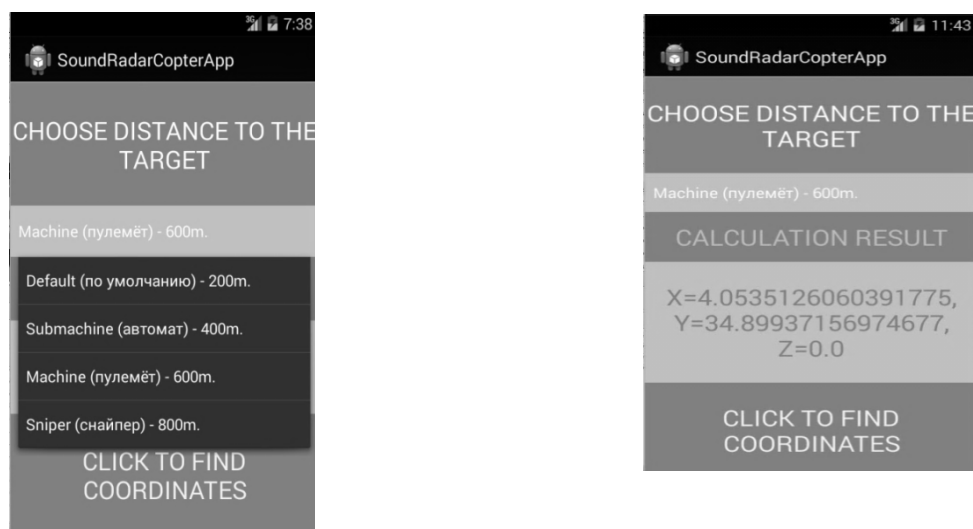 3G 7:38
SoundRadarCopterApp
CHOOSE DISTANCE TO THE
TARGET
Machine (пулемёт) - 600m.
Default (по умолчанию) - 200m.
Submachine (автомат) - 400m.
Machine (пулемёт) - 600m.
Sniper (снайпер) - 800m.
CLICK TO FIND
COORDINATES
3G 11:43
SoundRadarCopterApp
CHOOSE DISTANCE TO THE
TARGET
Machine (пулемёт) - 600m.
CALCULATION RESULT
X=4.0535126060391775,
Y=34.89937156974677,
Z=0.0
CLICK TO FIND
COORDINATES